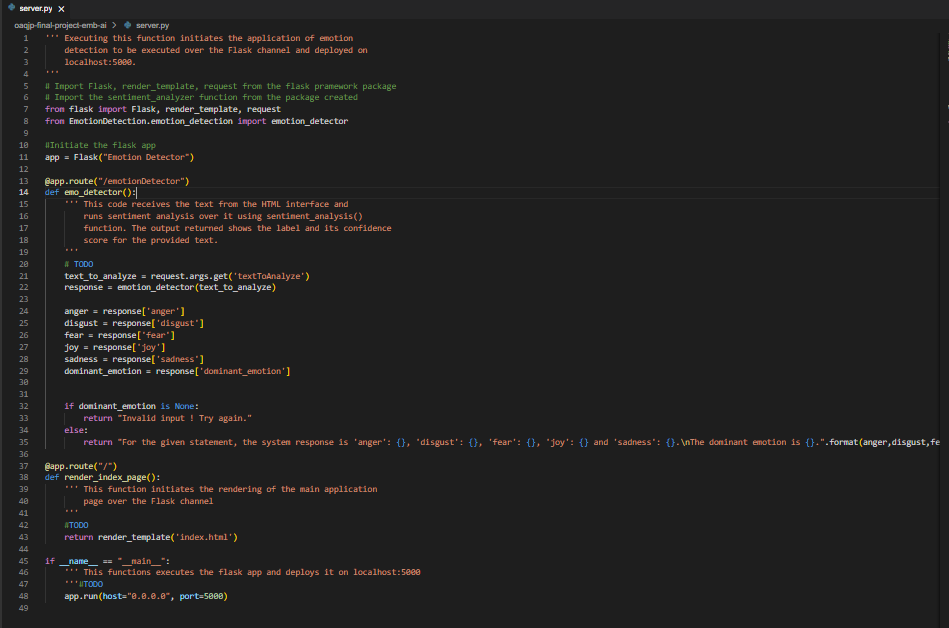 server.py ×
oaqjp-final-project-emb-ai > server.py
1 ''' Executing this function initiates the application of emotion
2 detection to be executed over the Flask channel and deployed on
3 localhost:5000.
4 '''
5 # Import Flask, render_template, request from the flask pramework package
6 # Import the sentiment_analyzer function from the package created
7 from flask import Flask, render_template, request
8 from EmotionDetection.emotion_detection import emotion_detector
9
10 #Initiate the flask app
11 app = Flask("Emotion Detector")
12
13 @app.route("/emotionDetector")
14 def emo_detector():
15 ''' This code receives the text from the HTML interface and
16 runs sentiment analysis over it using sentiment_analysis()
17 function. The output returned shows the label and its confidence
18 score for the provided text.
19 '''
20 # TODO
21 text_to_analyze = request.args.get('textToAnalyze')
22 response = emotion_detector(text_to_analyze)
23
24 anger = response['anger']
25 disgust = response['disgust']
26 fear = response['fear']
27 joy = response['joy']
28 sadness = response['sadness']
29 dominant_emotion = response['dominant_emotion']
30
31
32 if dominant_emotion is None:
33 return "Invalid input ! Try again."
34 else:
35 return "For the given statement, the system response is 'anger': {}, 'disgust': {}, 'fear': {}, 'joy': {} and 'sadness': {}.\nThe dominant emotion is {}.".format(anger,disgust,fe
36
37 @app.route("/")
38 def render_index_page():
39 ''' This function initiates the rendering of the main application
40 page over the Flask channel
41 '''
42 #TODO
43 return render_template('index.html')
44
45 if __name__ == "__main__":
46 ''' This functions executes the flask app and deploys it on localhost:5000
47 '''#TODO
48 app.run(host="0.0.0.0", port=5000)
49